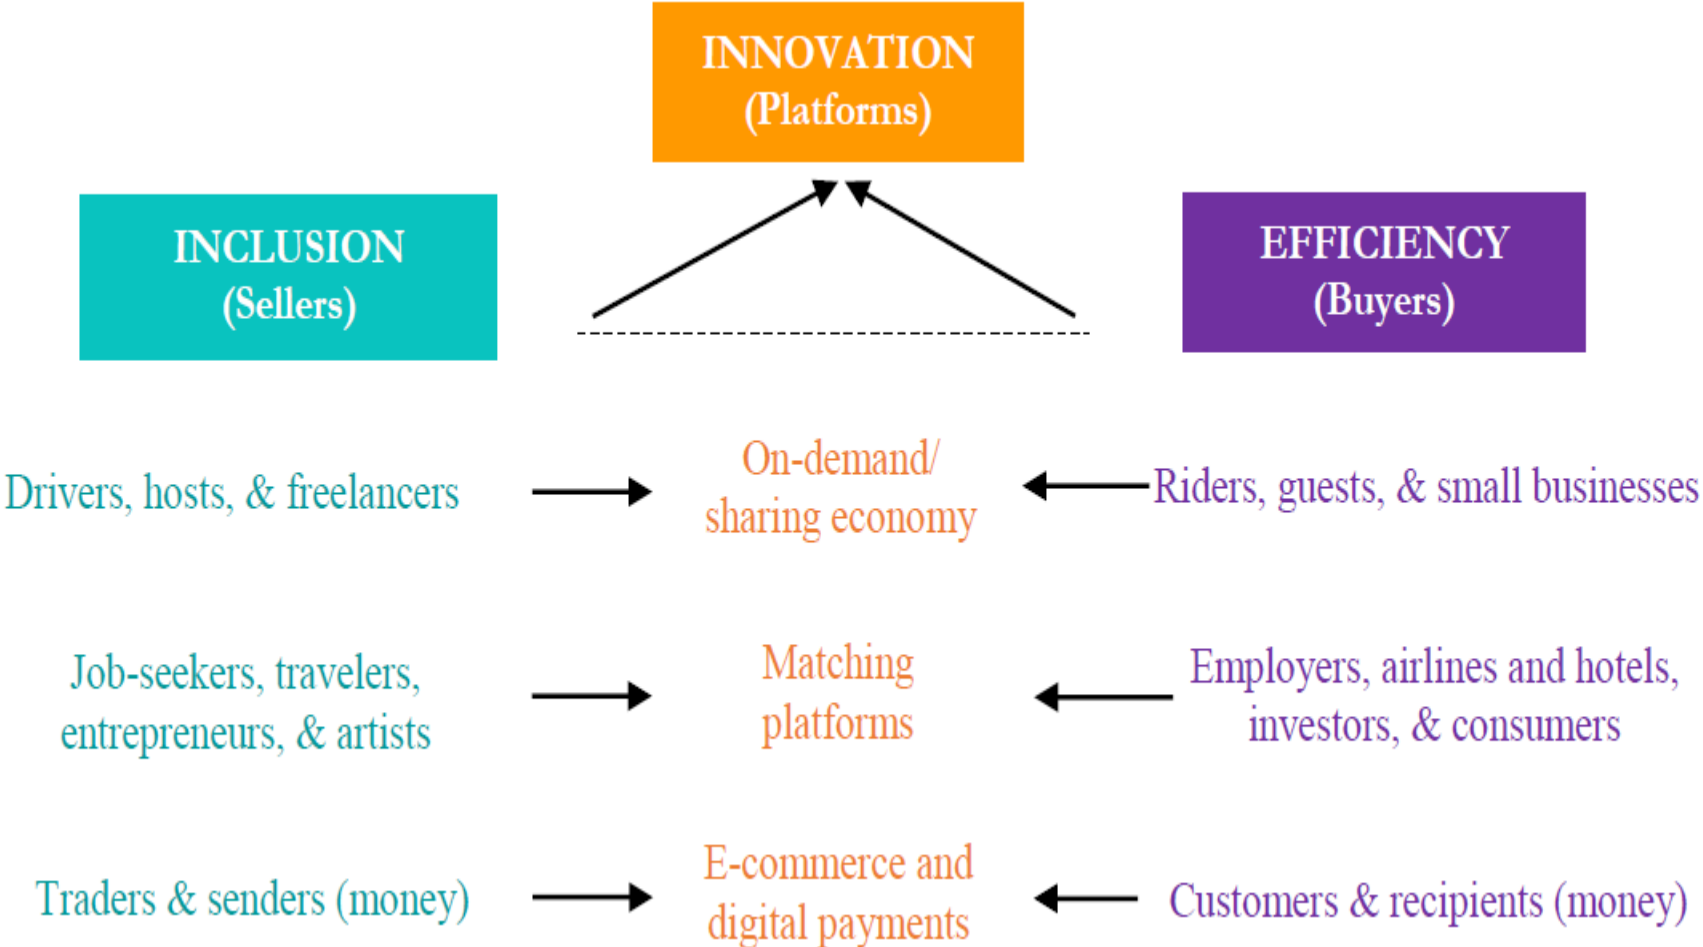 INNOVATION
(Platforms)
INCLUSION
(Sellers)
EFFICIENCY
(Buyers)
Drivers, hosts, & freelancers
On-demand/
sharing economy
Riders, guests, & small businesses
Job-seekers, travelers,
entrepreneurs, & artists
Matching
platforms
Employers, airlines and hotels,
investors, & consumers
Traders & senders (money)
E-commerce and
digital payments
Customers & recipients (money)